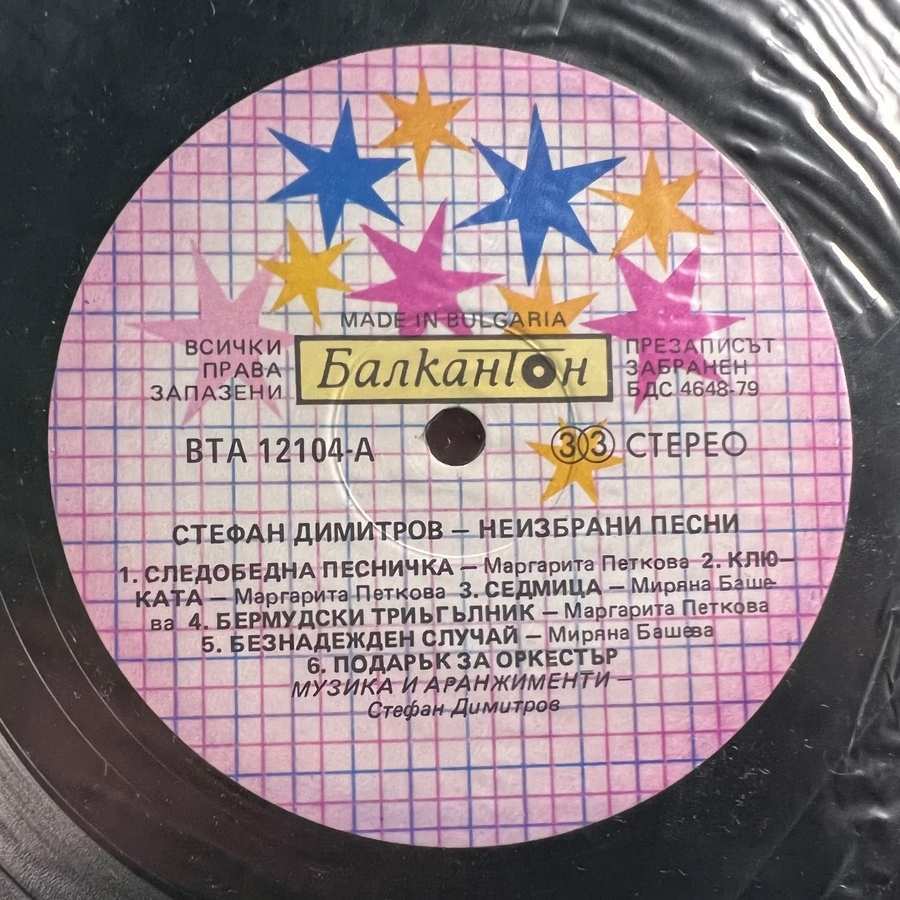 MADE IN BULGARIA
ВСИЧКИ
ПРАВА
ЗАПАЗЕНИ
Балкантон
ПРЕЗАПИСЪТ
ЗАБРАНЕН
БДС 4648-79
ВТА 12104-А
33 СТЕРЕО
СТЕФАН ДИМИТРОВ – НЕИЗБРАНИ ПЕСНИ
1. СЛЕДОБЕДНА ПЕСНИЧКА – Маргарита Петкова 2. КЛЮ-
КАТА – Маргарита Петкова 3. СЕДМИЦА – Миряна Баше-
ва 4. БЕРМУДСКИ ТРИЪГЪЛНИК – Маргарита Петкова
5. БЕЗНАДЕЖДЕН СЛУЧАЙ – Миряна Башева
6. ПОДАРЪК ЗА ОРКЕСТЪР
МУЗИКА И АРАНЖИМЕНТИ –
Стефан Димитров